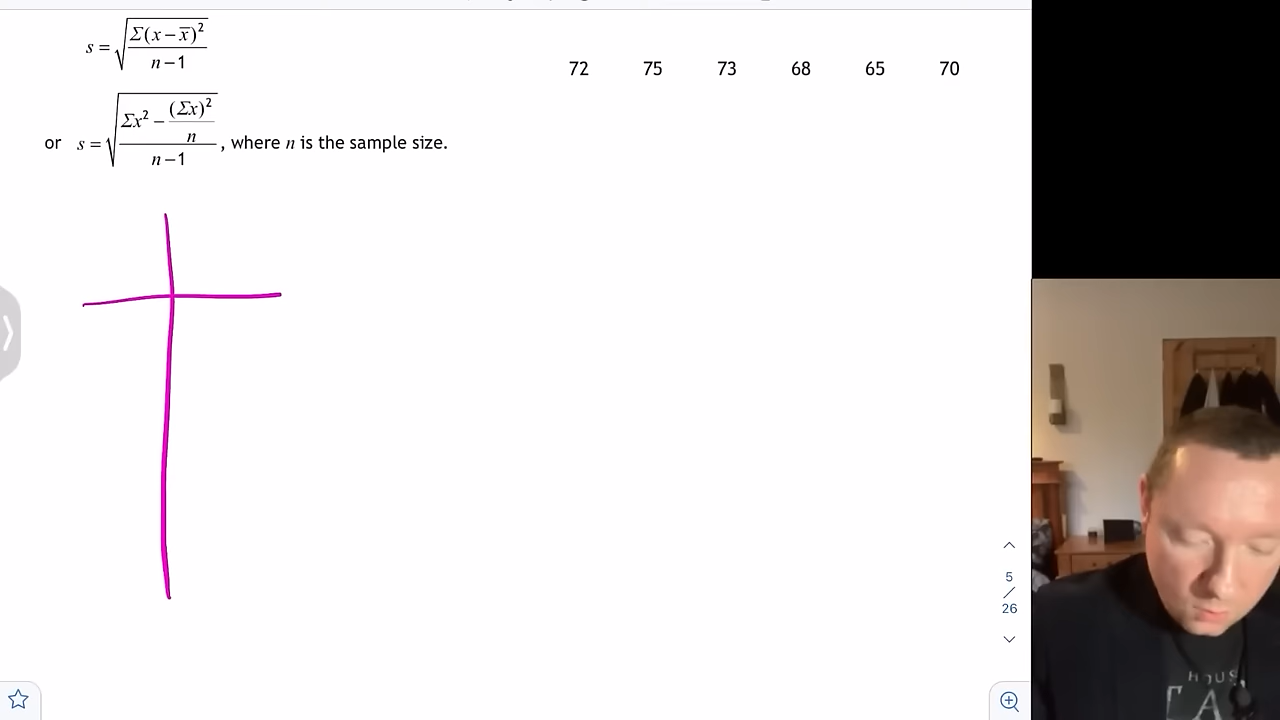 s = √(Σ(x − x̄)² / (n − 1))
72 75 73 68 65 70
or s = √((Σx² − (Σx)² / n) / (n − 1)), where n is the sample size.
5
/
26
HOUS